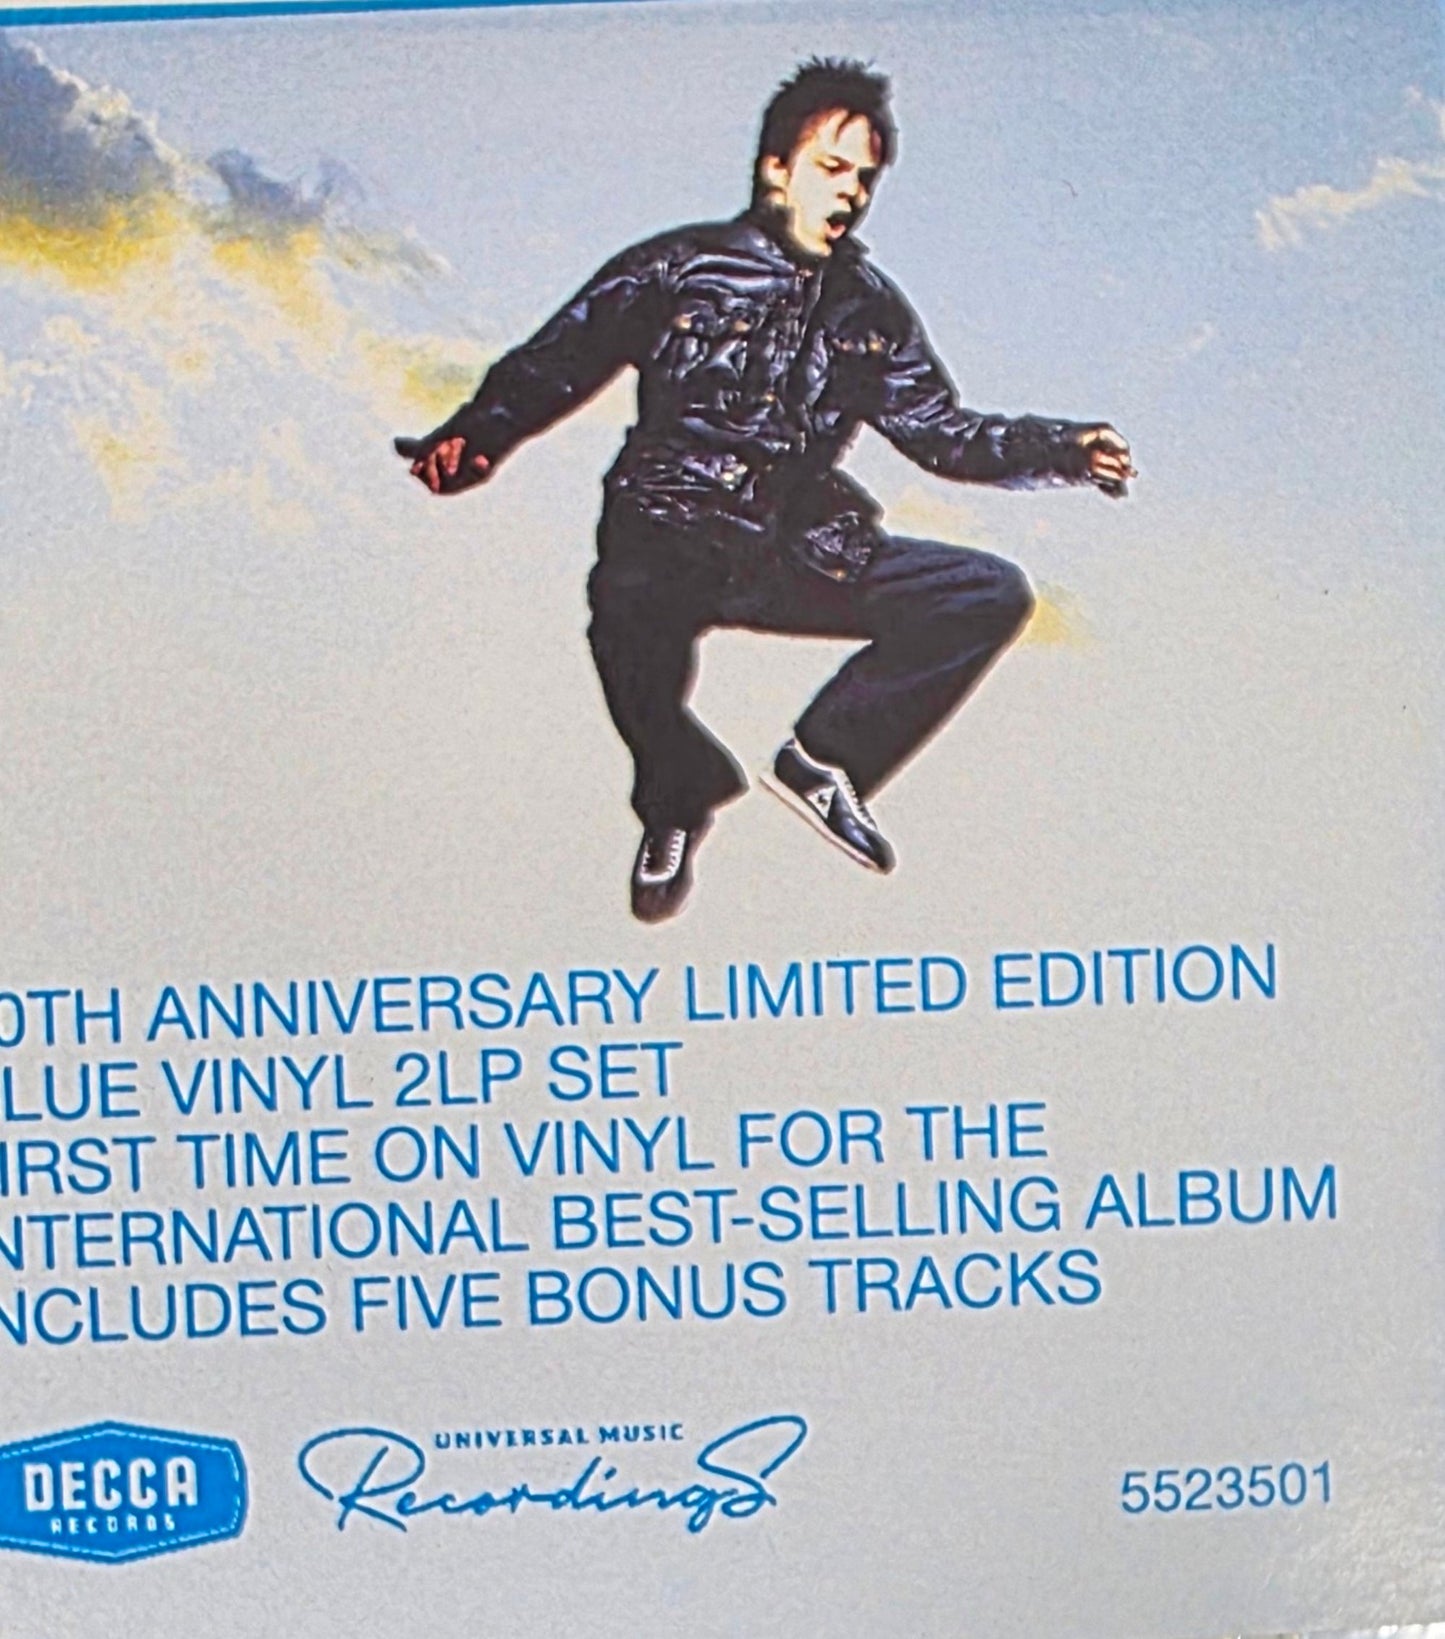 0TH ANNIVERSARY LIMITED EDITION
LUE VINYL 2LP SET
IRST TIME ON VINYL FOR THE
NTERNATIONAL BEST-SELLING ALBUM
NCLUDES FIVE BONUS TRACKS
DECCA
RECORDS
UNIVERSAL MUSIC
Recordings
5523501